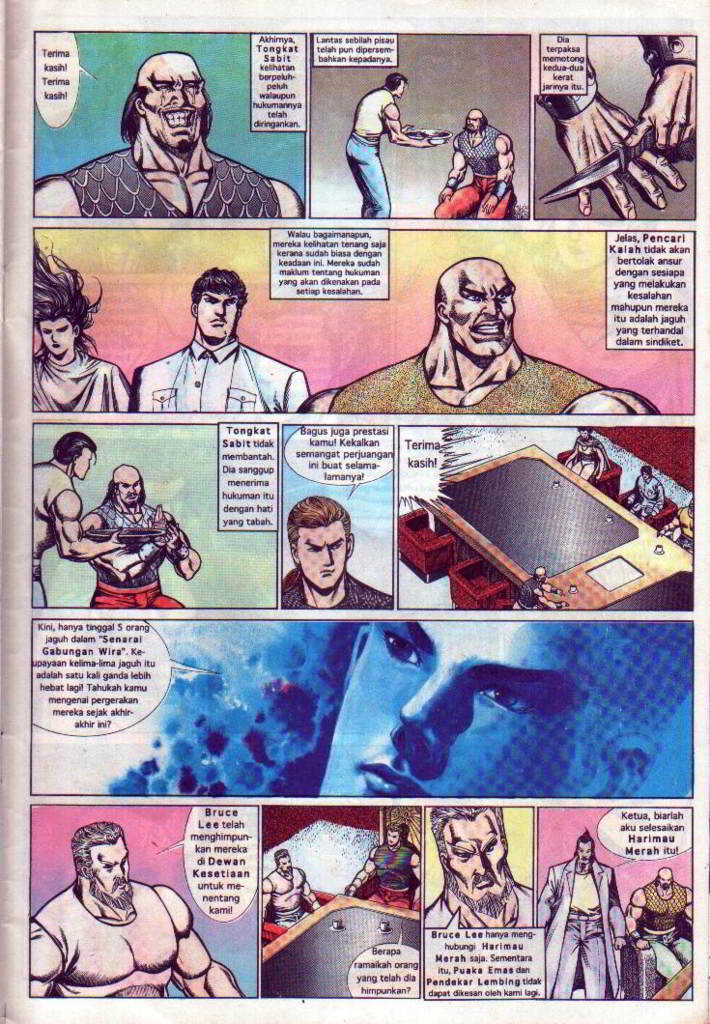 Terima
kasih!
Terima
kasih!
Akhirnya,
Tongkat
Sabit
kelihatan
berpeluh-
peluh
walaupun
hukumannya
telah
diringankan.
Lantas sebilah pisau
telah pun dipersem-
bahkan kepadanya.
Dia
terpaksa
memotong
kedua-dua
kerat
jarinya itu.
Walau bagaimanapun,
mereka kelihatan tenang saja
kerana sudah biasa dengan
keadaan ini. Mereka sudah
maklum tentang hukuman
yang akan dikenakan pada
setiap kesalahan.
Jelas, Pencari
Kalah tidak akan
bertolak ansur
dengan sesiapa
yang melakukan
kesalahan
mahupun mereka
itu adalah jaguh
yang terhandal
dalam sindiket.
Tongkat
Sabit tidak
membantah.
Dia sanggup
menerima
hukuman itu
dengan hati
yang tabah.
Bagus juga prestasi
kamu! Kekalkan
semangat perjuangan
ini buat selama-
lamanya!
Terima
kasih!
Kini, hanya tinggal 5 orang
jaguh dalam "Senarai
Gabungan Wira". Ke-
upayaan kelima-lima jaguh itu
adalah satu kali ganda lebih
hebat lagi! Tahukah kamu
mengenai pergerakan
mereka sejak akhir-
akhir ini?
Bruce
Lee telah
menghimpun-
kan mereka
di Dewan
Kesetiaan
untuk me-
nentang
kami!
Berapa
ramaikah orang
yang telah dia
himpunkan?
Bruce Lee hanya meng-
hubungi Harimau
Merah saja. Sementara
itu, Puaka Emas dan
Pendekar Lembing tidak
dapat dikesan oleh kami lagi.
Ketua, biarlah
aku selesaikan
Harimau
Merah itu!